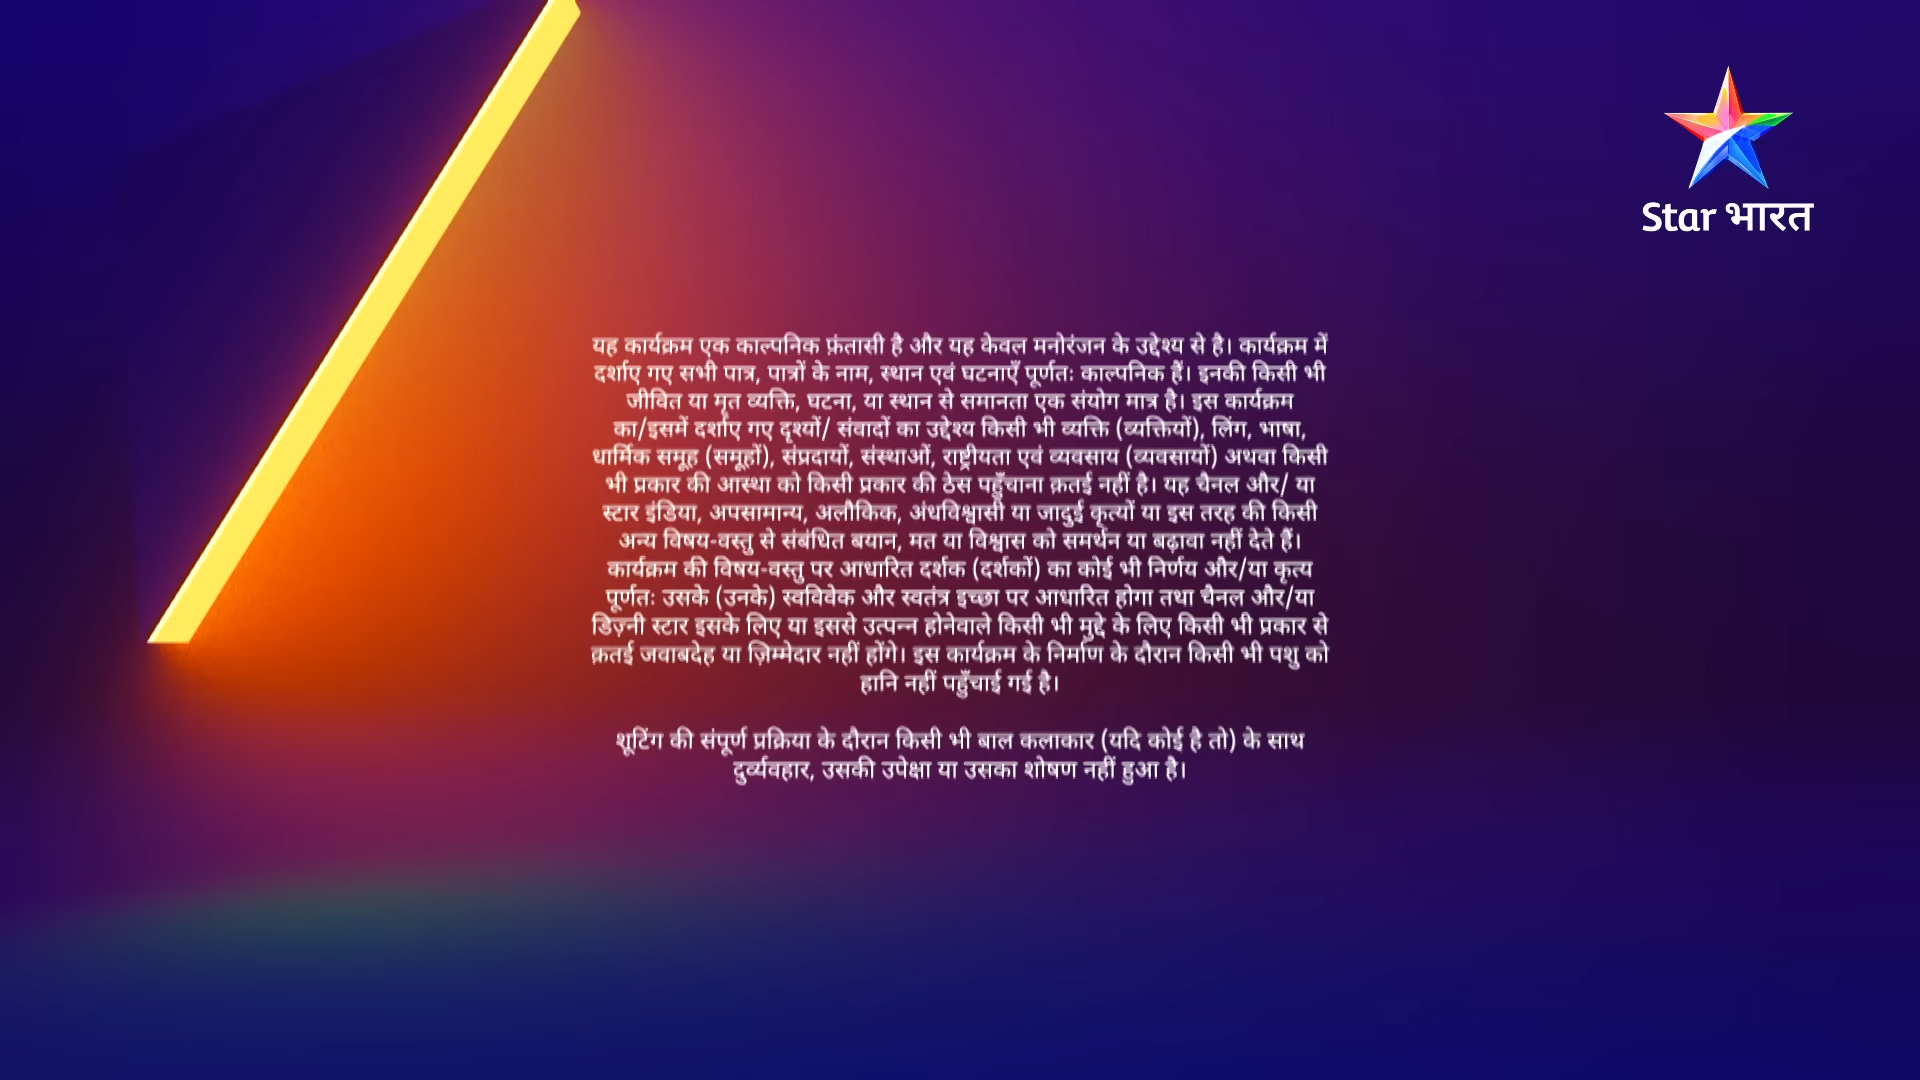 Star भारत
यह कार्यक्रम एक काल्पनिक फ़ंतासी है और यह केवल मनोरंजन के उद्देश्य से है। कार्यक्रम में
दर्शाए गए सभी पात्र, पात्रों के नाम, स्थान एवं घटनाएँ पूर्णतः काल्पनिक हैं। इनकी किसी भी
जीवित या मृत व्यक्ति, घटना, या स्थान से समानता एक संयोग मात्र है। इस कार्यक्रम
का/इसमें दर्शाए गए दृश्यों/ संवादों का उद्देश्य किसी भी व्यक्ति (व्यक्तियों), लिंग, भाषा,
धार्मिक समूह (समूहों), संप्रदायों, संस्थाओं, राष्ट्रीयता एवं व्यवसाय (व्यवसायों) अथवा किसी
भी प्रकार की आस्था को किसी प्रकार की ठेस पहुँचाना क़तई नहीं है। यह चैनल और/ या
स्टार इंडिया, अपसामान्य, अलौकिक, अंधविश्वासी या जादुई कृत्यों या इस तरह की किसी
अन्य विषय-वस्तु से संबंधित बयान, मत या विश्वास को समर्थन या बढ़ावा नहीं देते हैं।
कार्यक्रम की विषय-वस्तु पर आधारित दर्शक (दर्शकों) का कोई भी निर्णय और/या कृत्य
पूर्णतः उसके (उनके) स्वविवेक और स्वतंत्र इच्छा पर आधारित होगा तथा चैनल और/या
डिज़्नी स्टार इसके लिए या इससे उत्पन्न होनेवाले किसी भी मुद्दे के लिए किसी भी प्रकार से
क़तई जवाबदेह या ज़िम्मेदार नहीं होंगे। इस कार्यक्रम के निर्माण के दौरान किसी भी पशु को
हानि नहीं पहुँचाई गई है।
शूटिंग की संपूर्ण प्रक्रिया के दौरान किसी भी बाल कलाकार (यदि कोई है तो) के साथ
दुर्व्यवहार, उसकी उपेक्षा या उसका शोषण नहीं हुआ है।